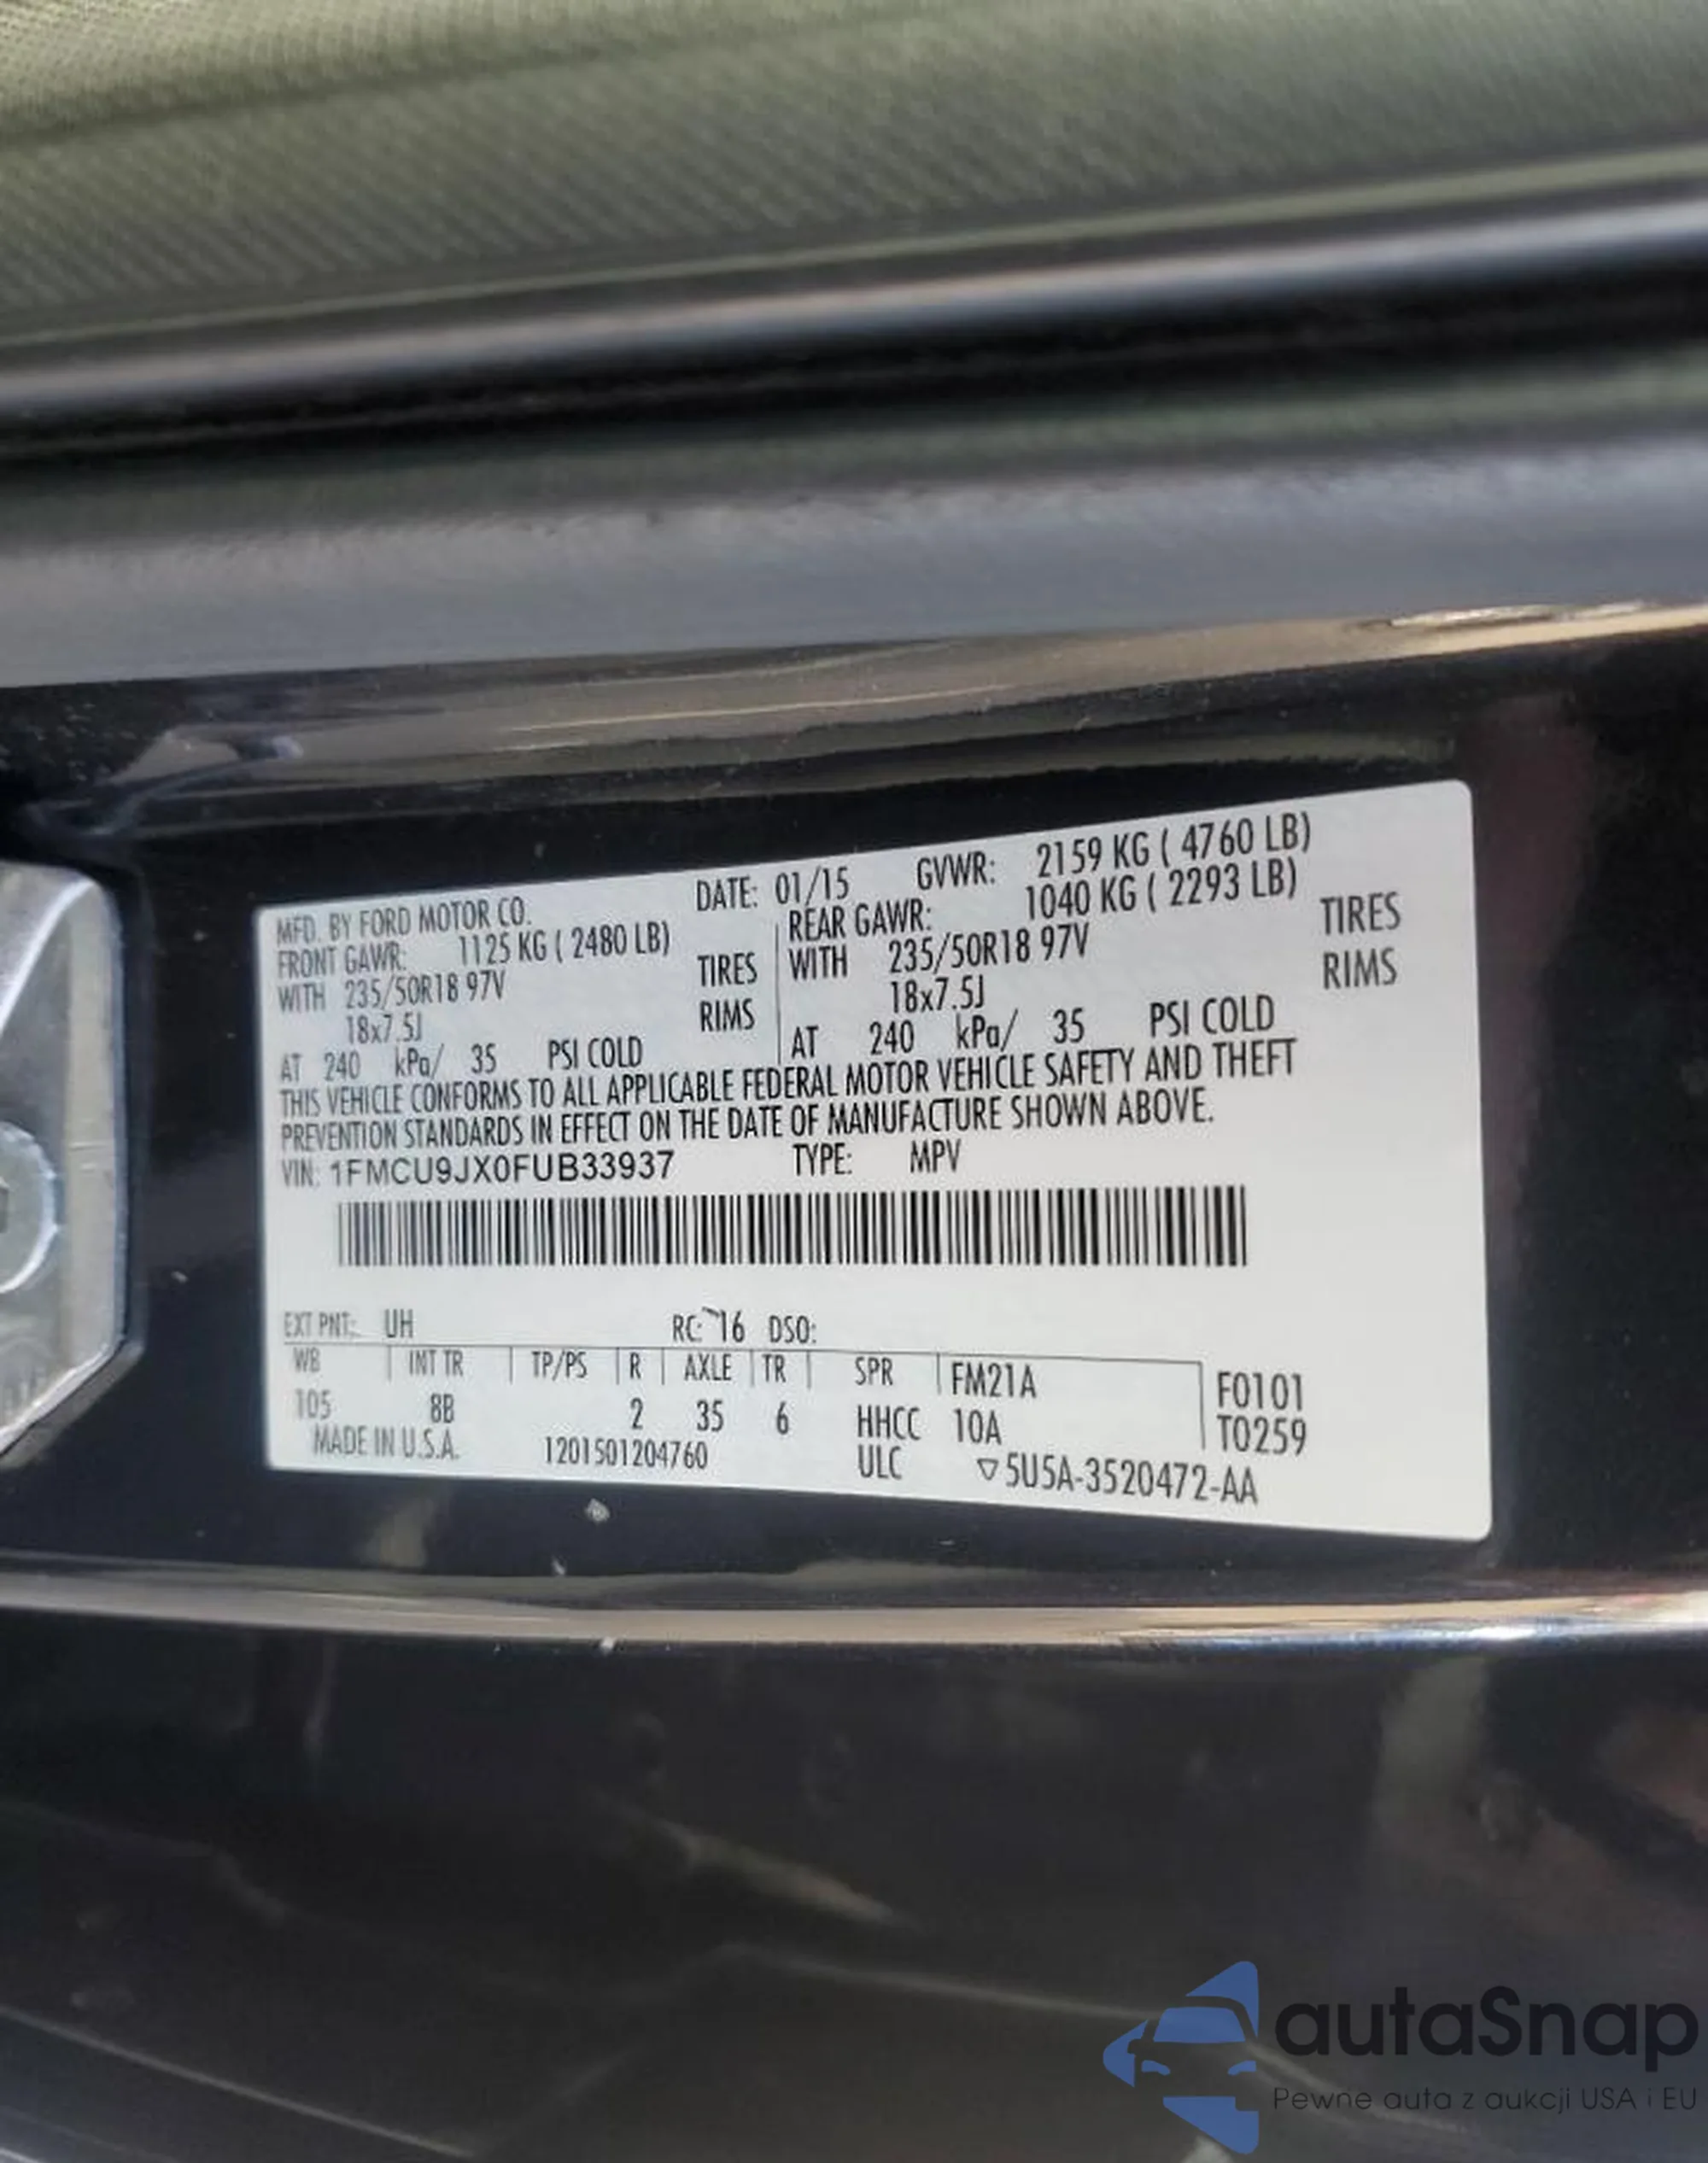 MFD. BY FORD MOTOR CO. DATE: 01/15 GVWR: 2159 KG ( 4760 LB)
FRONT GAWR: 1125 KG ( 2480 LB) REAR GAWR: 1040 KG ( 2293 LB)
WITH 235/50R18 97V TIRES WITH 235/50R18 97V TIRES
18x7.5J RIMS 18x7.5J RIMS
AT 240 kPa/ 35 PSI COLD AT 240 kPa/ 35 PSI COLD
THIS VEHICLE CONFORMS TO ALL APPLICABLE FEDERAL MOTOR VEHICLE SAFETY AND THEFT
PREVENTION STANDARDS IN EFFECT ON THE DATE OF MANUFACTURE SHOWN ABOVE.
VIN: 1FMCU9JX0FUB33937 TYPE: MPV
EXT PNT: UH RC: 16 DSO:
WB INT TR TP/PS R AXLE TR SPR FM21A F0101
105 8B 2 35 6 HHCC 10A T0259
MADE IN U.S.A. 1201501204760 ULC ▽5U5A-3520472-AA
autaSnap
Pewne auta z aukcji USA i EU